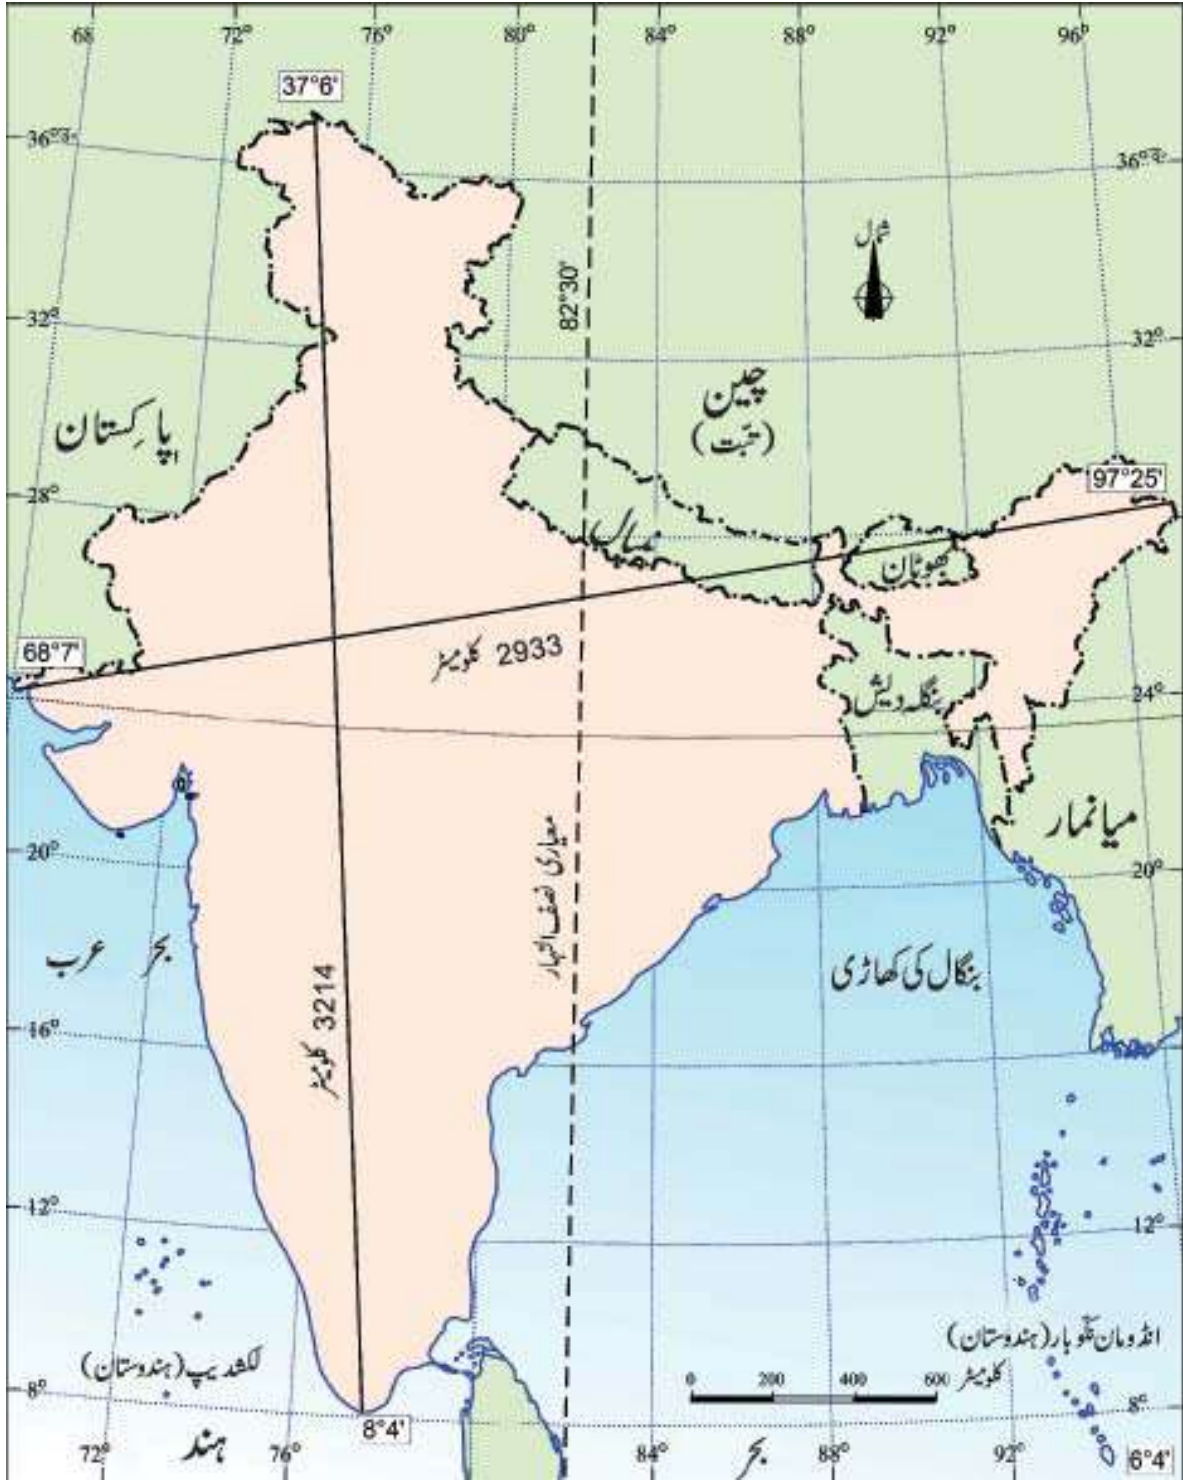 68°
72°
76°
80°
84°
88°
92°
96°
37°6'
36°
36°
شمال
82°30'
32°
32°
چین
(تبّت)
پاکستان
28°
97°25'
نیپال
بھوٹان
68°7'
2933 کلومیٹر
بنگلہ دیش
24°
میانمار
معیاری نصف النہار
20°
20°
بحر عرب
بنگال کی کھاڑی
3214 کلومیٹر
16°
12°
12°
انڈومان نکوبار (ہندوستان)
لکشدیپ (ہندوستان)
0 200 400 600 کلومیٹر
8°
8°
8°4'
ہند
بحر
72°
76°
84°
88°
92°
6°4'